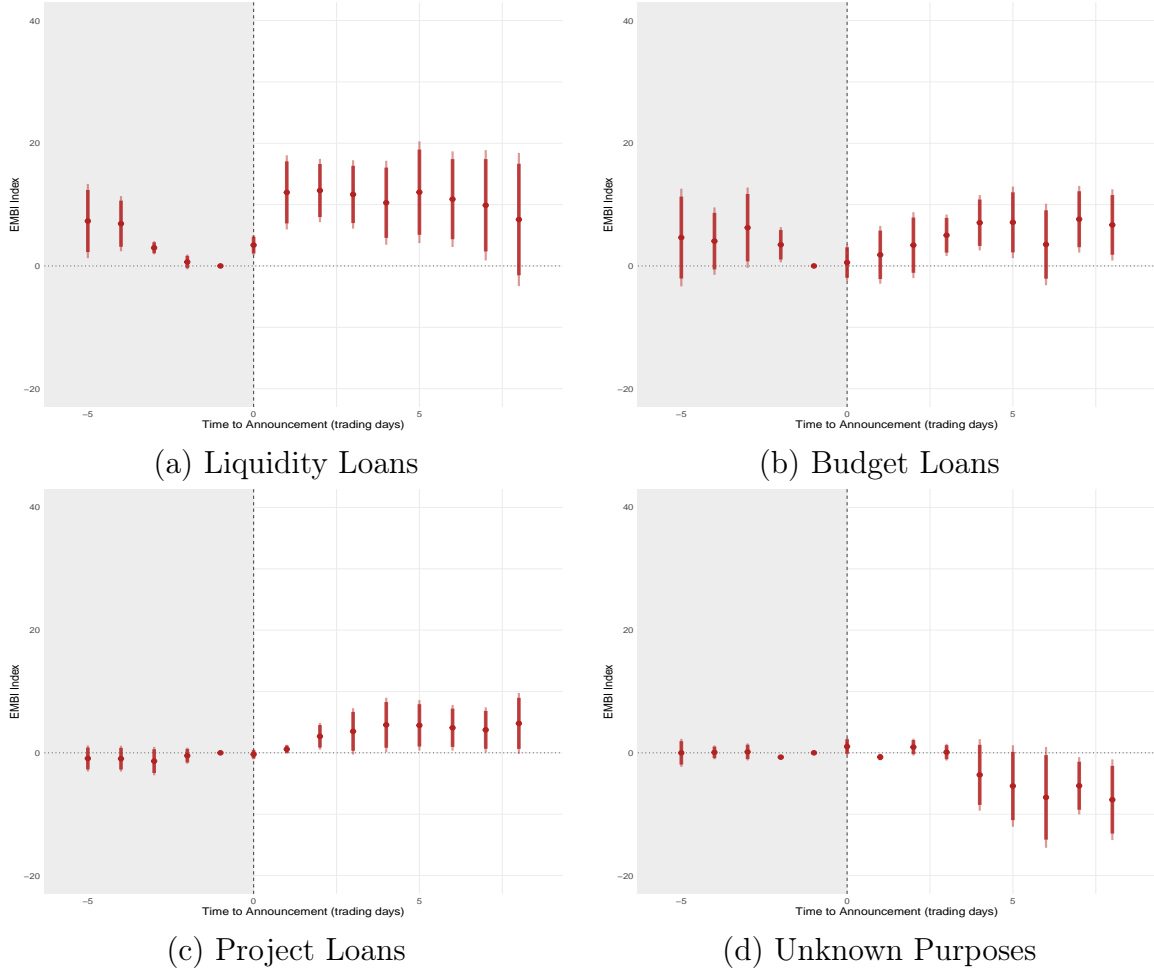 40
20
0
−20
EMBI Index
−5
0
5
Time to Announcement (trading days)
(a) Liquidity Loans
40
20
0
−20
EMBI Index
−5
0
5
Time to Announcement (trading days)
(b) Budget Loans
40
20
0
−20
EMBI Index
−5
0
5
Time to Announcement (trading days)
(c) Project Loans
40
20
0
−20
EMBI Index
−5
0
5
Time to Announcement (trading days)
(d) Unknown Purposes